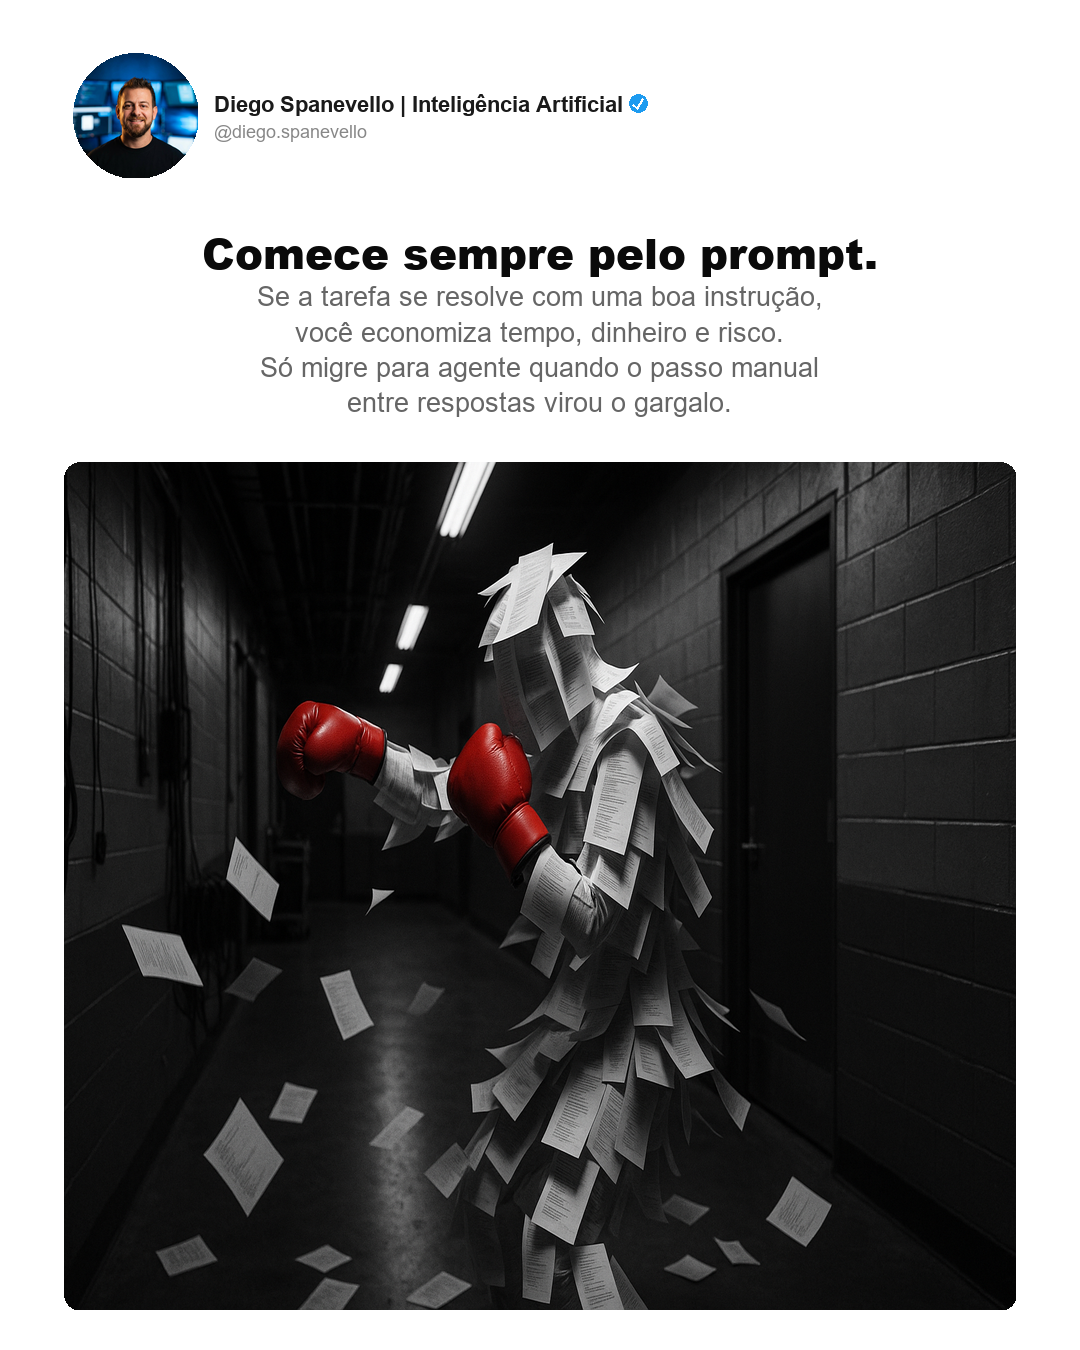 Diego Spanevello | Inteligência Artificial
@diego.spanevello
Comece sempre pelo prompt.
Se a tarefa se resolve com uma boa instrução,
você economiza tempo, dinheiro e risco.
Só migre para agente quando o passo manual
entre respostas virou o gargalo.